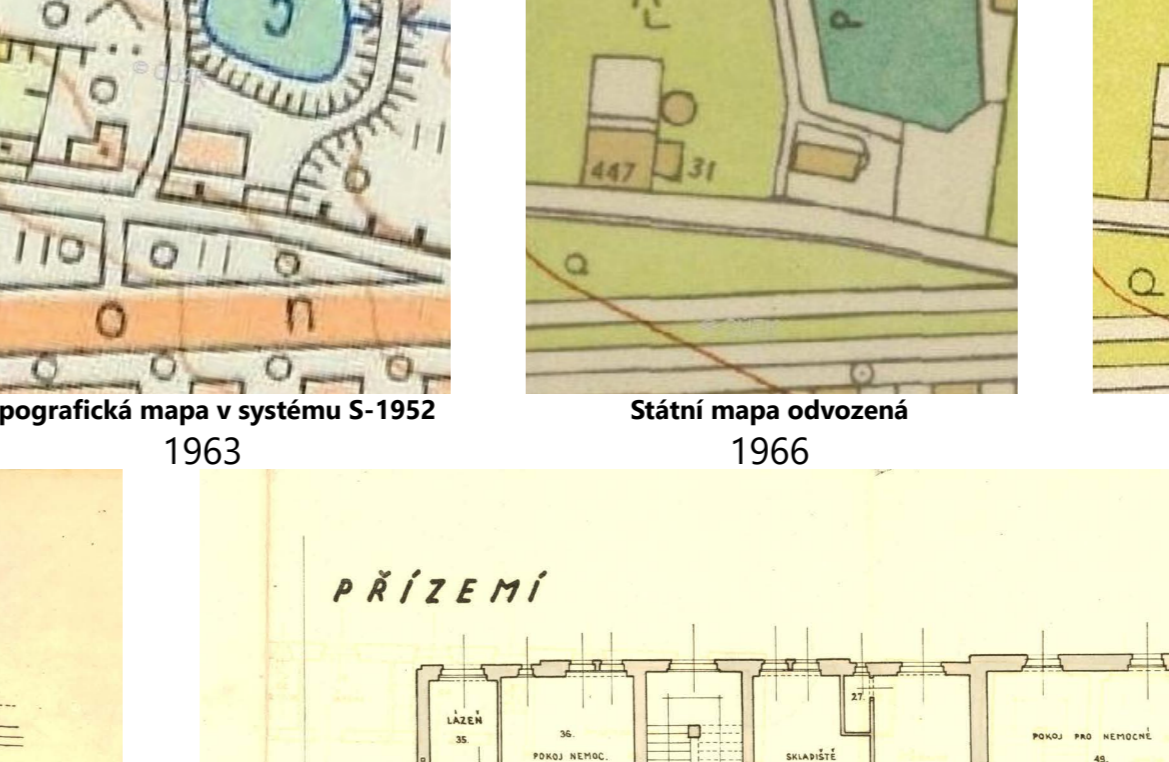 447
31
o
n
pografická mapa v systému S-1952
Státní mapa odvozená
1963
1966
PŘÍZEMÍ
LÁZEŇ
35.
36.
POKOJ NEMOC.
27.
SKLADIŠTĚ
POKOJ PRO NEMOCNÉ
49.